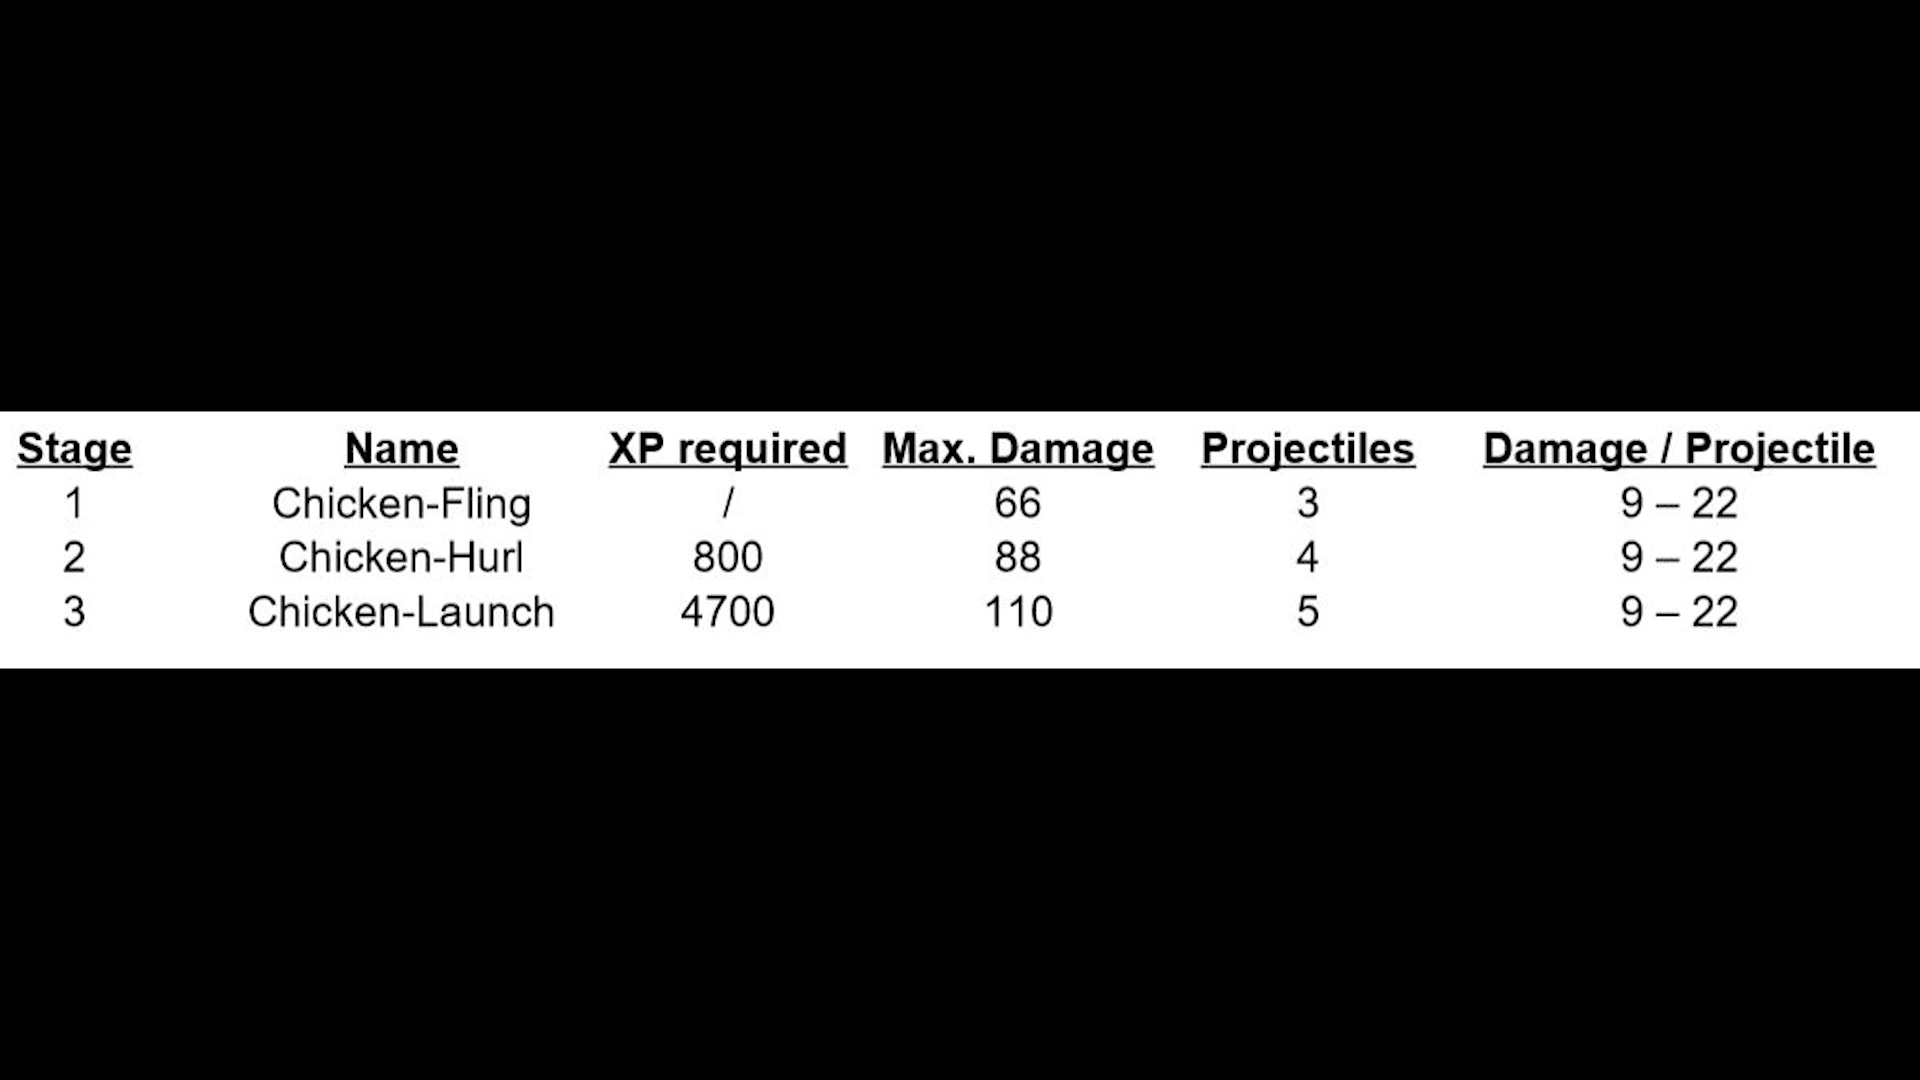 Stage Name XP required Max. Damage Projectiles Damage / Projectile
1 Chicken-Fling / 66 3 9 – 22
2 Chicken-Hurl 800 88 4 9 – 22
3 Chicken-Launch 4700 110 5 9 – 22